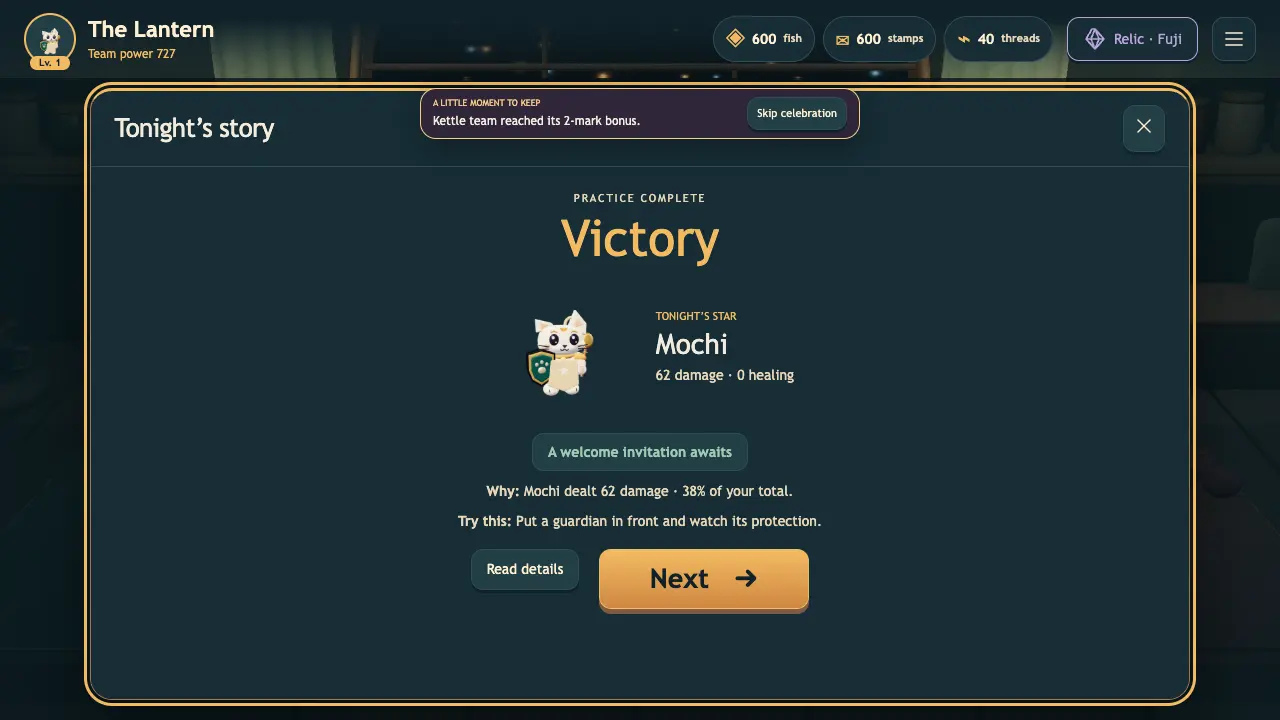 The Lantern
Team power 727
Lv. 1
600 fish
600 stamps
40 threads
Relic · Fuji
Tonight’s story
A LITTLE MOMENT TO KEEP
Kettle team reached its 2-mark bonus.
Skip celebration
PRACTICE COMPLETE
Victory
TONIGHT’S STAR
Mochi
62 damage · 0 healing
A welcome invitation awaits
Why: Mochi dealt 62 damage · 38% of your total.
Try this: Put a guardian in front and watch its protection.
Read details
Next →